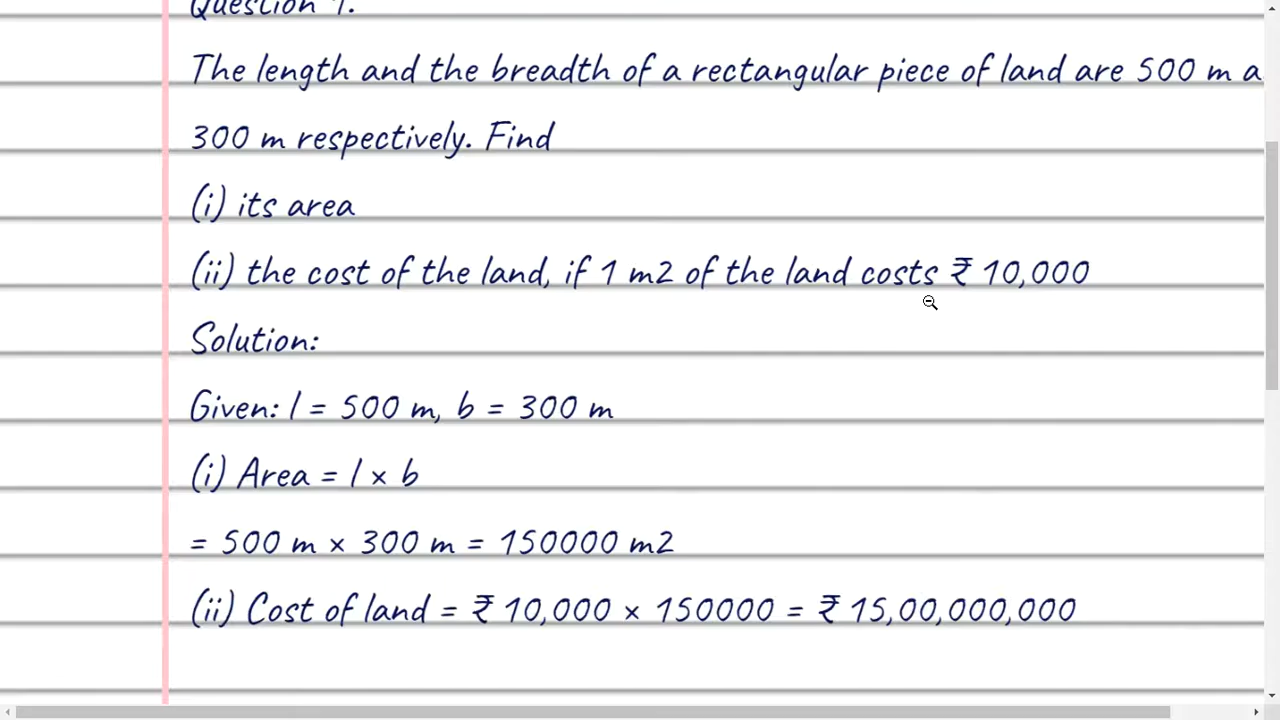 Question 1.
The length and the breadth of a rectangular piece of land are 500 m a
300 m respectively. Find
(i) its area
(ii) the cost of the land, if 1 m2 of the land costs ₹ 10,000
Solution:
Given: l = 500 m, b = 300 m
(i) Area = l × b
= 500 m × 300 m = 150000 m2
(ii) Cost of land = ₹ 10,000 × 150000 = ₹ 15,00,000,000